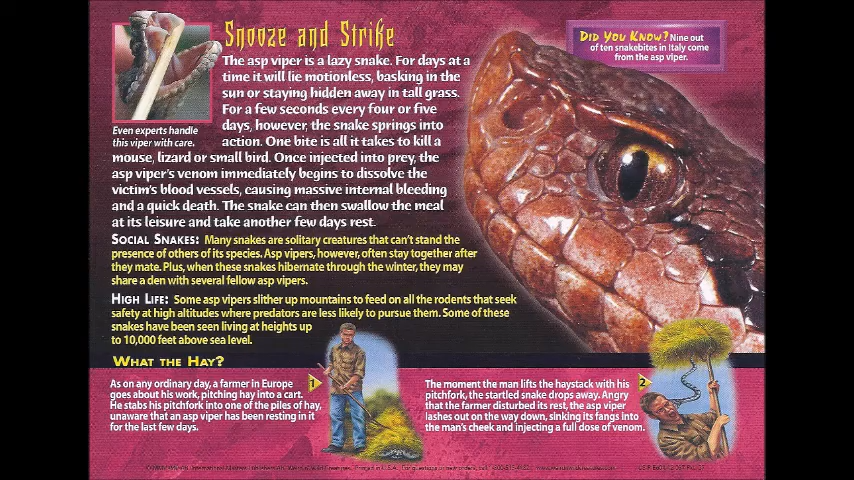 Snooze and Strike
The asp viper is a lazy snake. For days at a
time it will lie motionless, basking in the
sun or staying hidden away in tall grass.
For a few seconds every four or five
days, however, the snake springs into
action. One bite is all it takes to kill a
mouse, lizard or small bird. Once injected into prey, the
asp viper's venom immediately begins to dissolve the
victim's blood vessels, causing massive internal bleeding
and a quick death. The snake can then swallow the meal
at its leisure and take another few days rest.
Even experts handle
this viper with care.
DID YOU KNOW? Nine out
of ten snakebites in Italy come
from the asp viper.
SOCIAL SNAKES: Many snakes are solitary creatures that can't stand the
presence of others of its species. Asp vipers, however, often stay together after
they mate. Plus, when these snakes hibernate through the winter, they may
share a den with several fellow asp vipers.
HIGH LIFE: Some asp vipers slither up mountains to feed on all the rodents that seek
safety at high altitudes where predators are less likely to pursue them. Some of these
snakes have been seen living at heights up
to 10,000 feet above sea level.
WHAT THE HAY?
As on any ordinary day, a farmer in Europe
goes about his work, pitching hay into a cart.
He stabs his pitchfork into one of the piles of hay,
unaware that an asp viper has been resting in it
for the last few days.
1
The moment the man lifts the haystack with his
pitchfork, the startled snake drops away. Angry
that the farmer disturbed its rest, the asp viper
lashes out on the way down, sinking its fangs into
the man's cheek and injecting a full dose of venom.
2